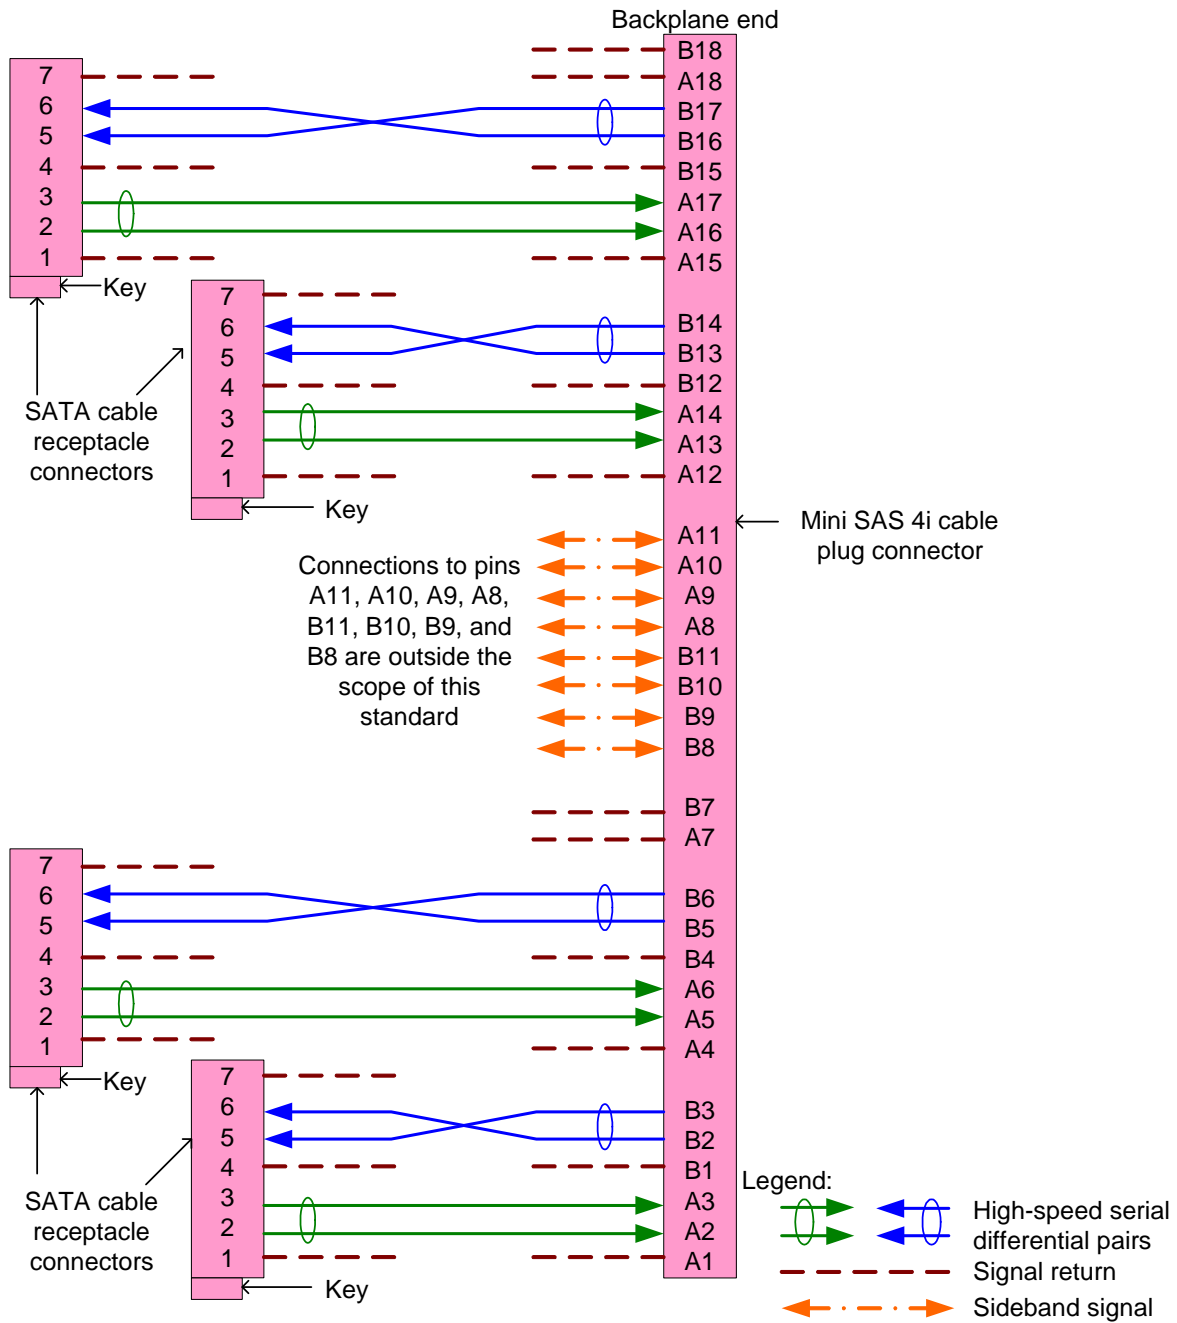 Backplane end
7
6
5
4
3
2
1
Key
7
6
5
4
3
2
1
Key
SATA cable
receptacle
connectors
B18
A18
B17
B16
B15
A17
A16
A15
B14
B13
B12
A14
A13
A12
A11
A10
A9
A8
B11
B10
B9
B8
B7
A7
B6
B5
B4
A6
A5
A4
B3
B2
B1
A3
A2
A1
Mini SAS 4i cable
plug connector
Connections to pins
A11, A10, A9, A8,
B11, B10, B9, and
B8 are outside the
scope of this
standard
7
6
5
4
3
2
1
Key
7
6
5
4
3
2
1
Key
SATA cable
receptacle
connectors
Legend:
High-speed serial
differential pairs
Signal return
Sideband signal